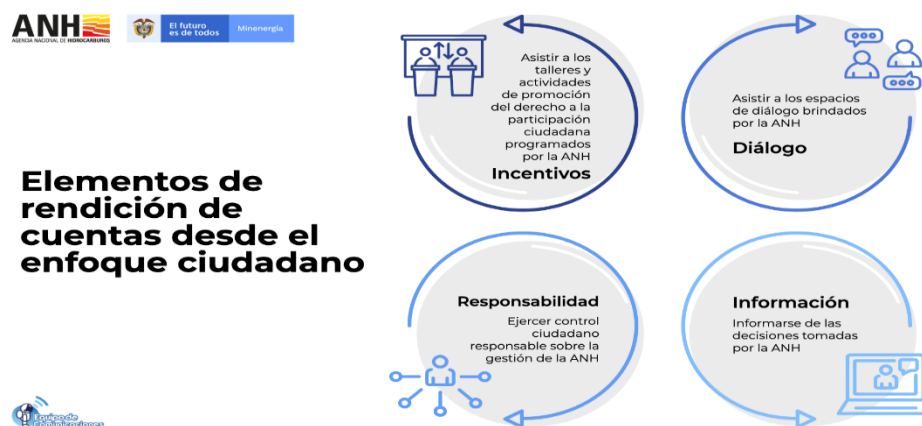 ANH
AGENCIA NACIONAL DE HIDROCARBUROS
El futuro
es de todos
Minenergía
Elementos de
rendición de
cuentas desde el
enfoque ciudadano
Asistir a los
talleres y
actividades
de promoción
del derecho a la
participación
ciudadana
programados
por la ANH
Incentivos
Asistir a los espacios
de diálogo brindados
por la ANH
Diálogo
Responsabilidad
Ejercer control
ciudadano
responsable sobre la
gestión de la ANH
Información
Informarse de las
decisiones tomadas
por la ANH
Equipo de
Comunicaciones